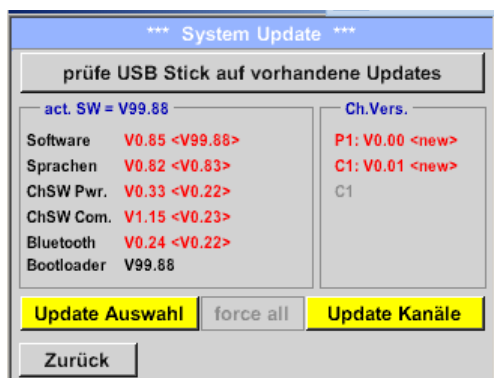 *** System Update ***
prüfe USB Stick auf vorhandene Updates
act. SW = V99.88
Software V0.85 <V99.88>
Sprachen V0.82 <V0.83>
ChSW Pwr. V0.33 <V0.22>
ChSW Com. V1.15 <V0.23>
Bluetooth V0.24 <V0.22>
Bootloader V99.88
Ch.Vers.
P1: V0.00 <new>
C1: V0.01 <new>
C1
Update Auswahl force all Update Kanäle
Zurück